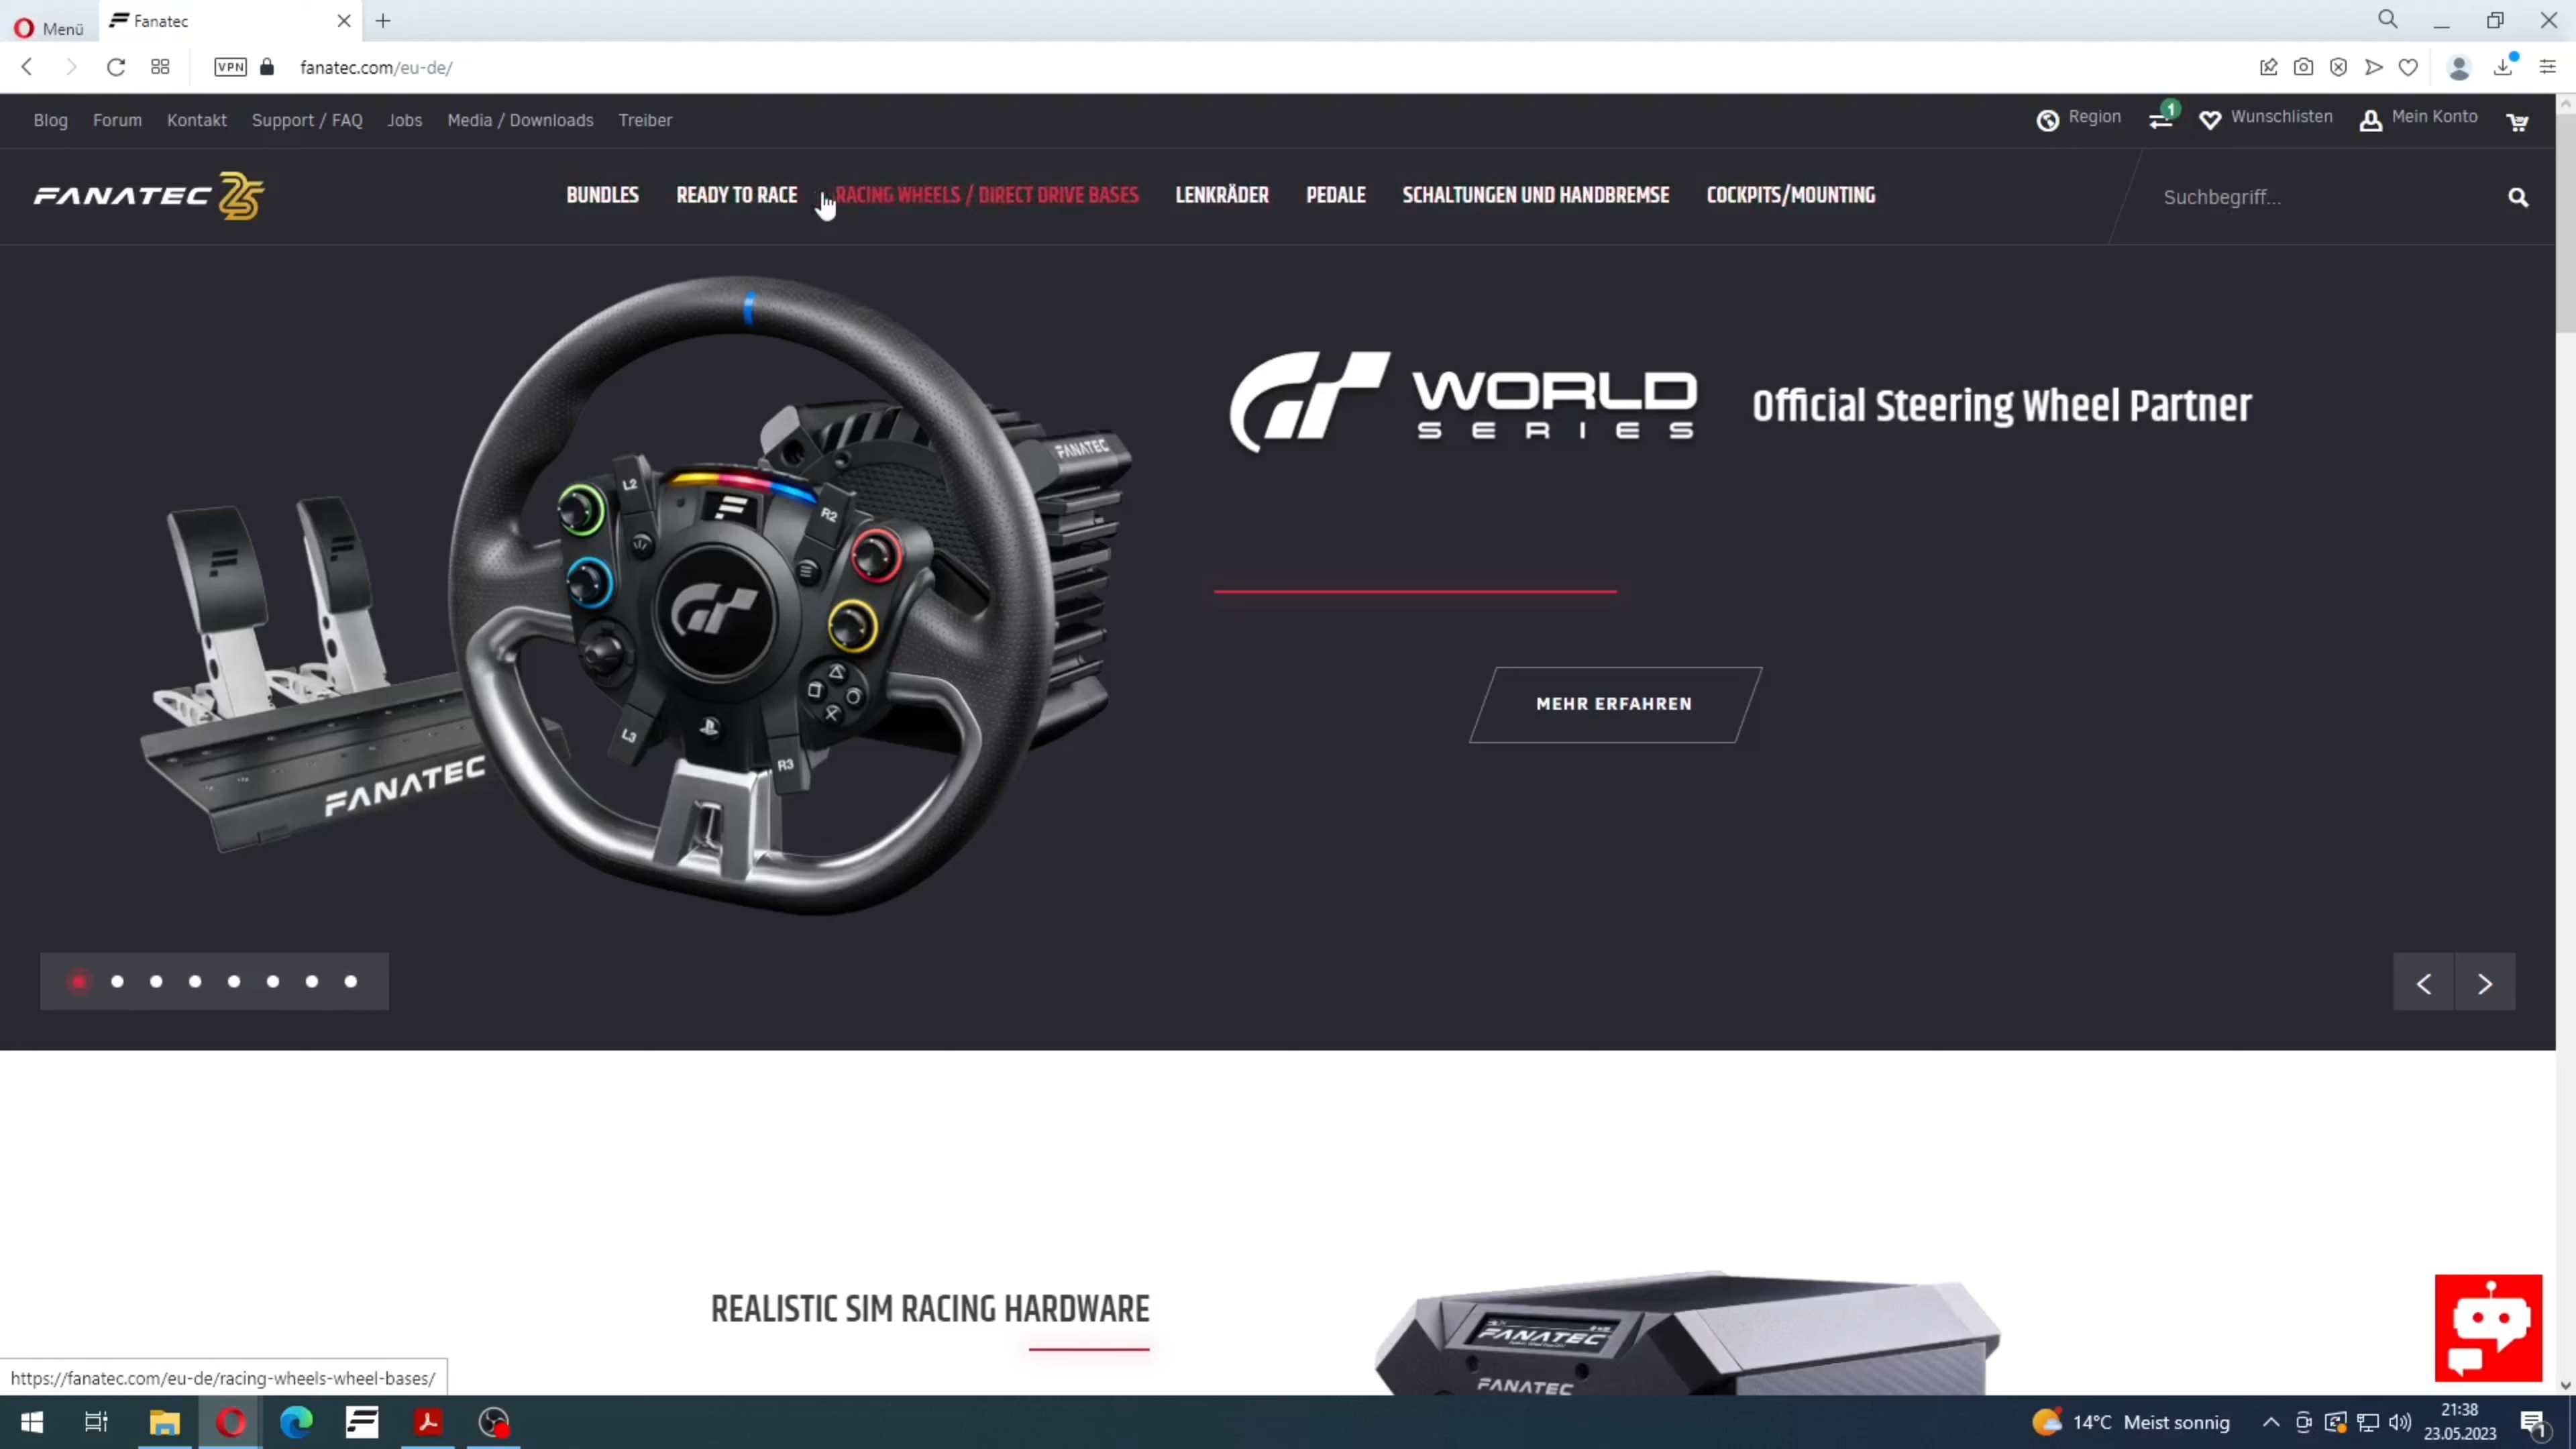 Menü
Fanatec
VPN
fanatec.com/eu-de/
Blog Forum Kontakt Support / FAQ Jobs Media / Downloads Treiber
Region 1 Wunschlisten Mein Konto
FANATEC 25
BUNDLES READY TO RACE RACING WHEELS / DIRECT DRIVE BASES LENKRÄDER PEDALE SCHALTUNGEN UND HANDBREMSE COCKPITS/MOUNTING
Suchbegriff...
GT WORLD SERIES
Official Steering Wheel Partner
FANATEC
L2
R2
L3
R3
FANATEC
MEHR ERFAHREN
REALISTIC SIM RACING HARDWARE
FANATEC
FANATEC
https://fanatec.com/eu-de/racing-wheels-wheel-bases/
14°C Meist sonnig
21:38
23.05.2023
1